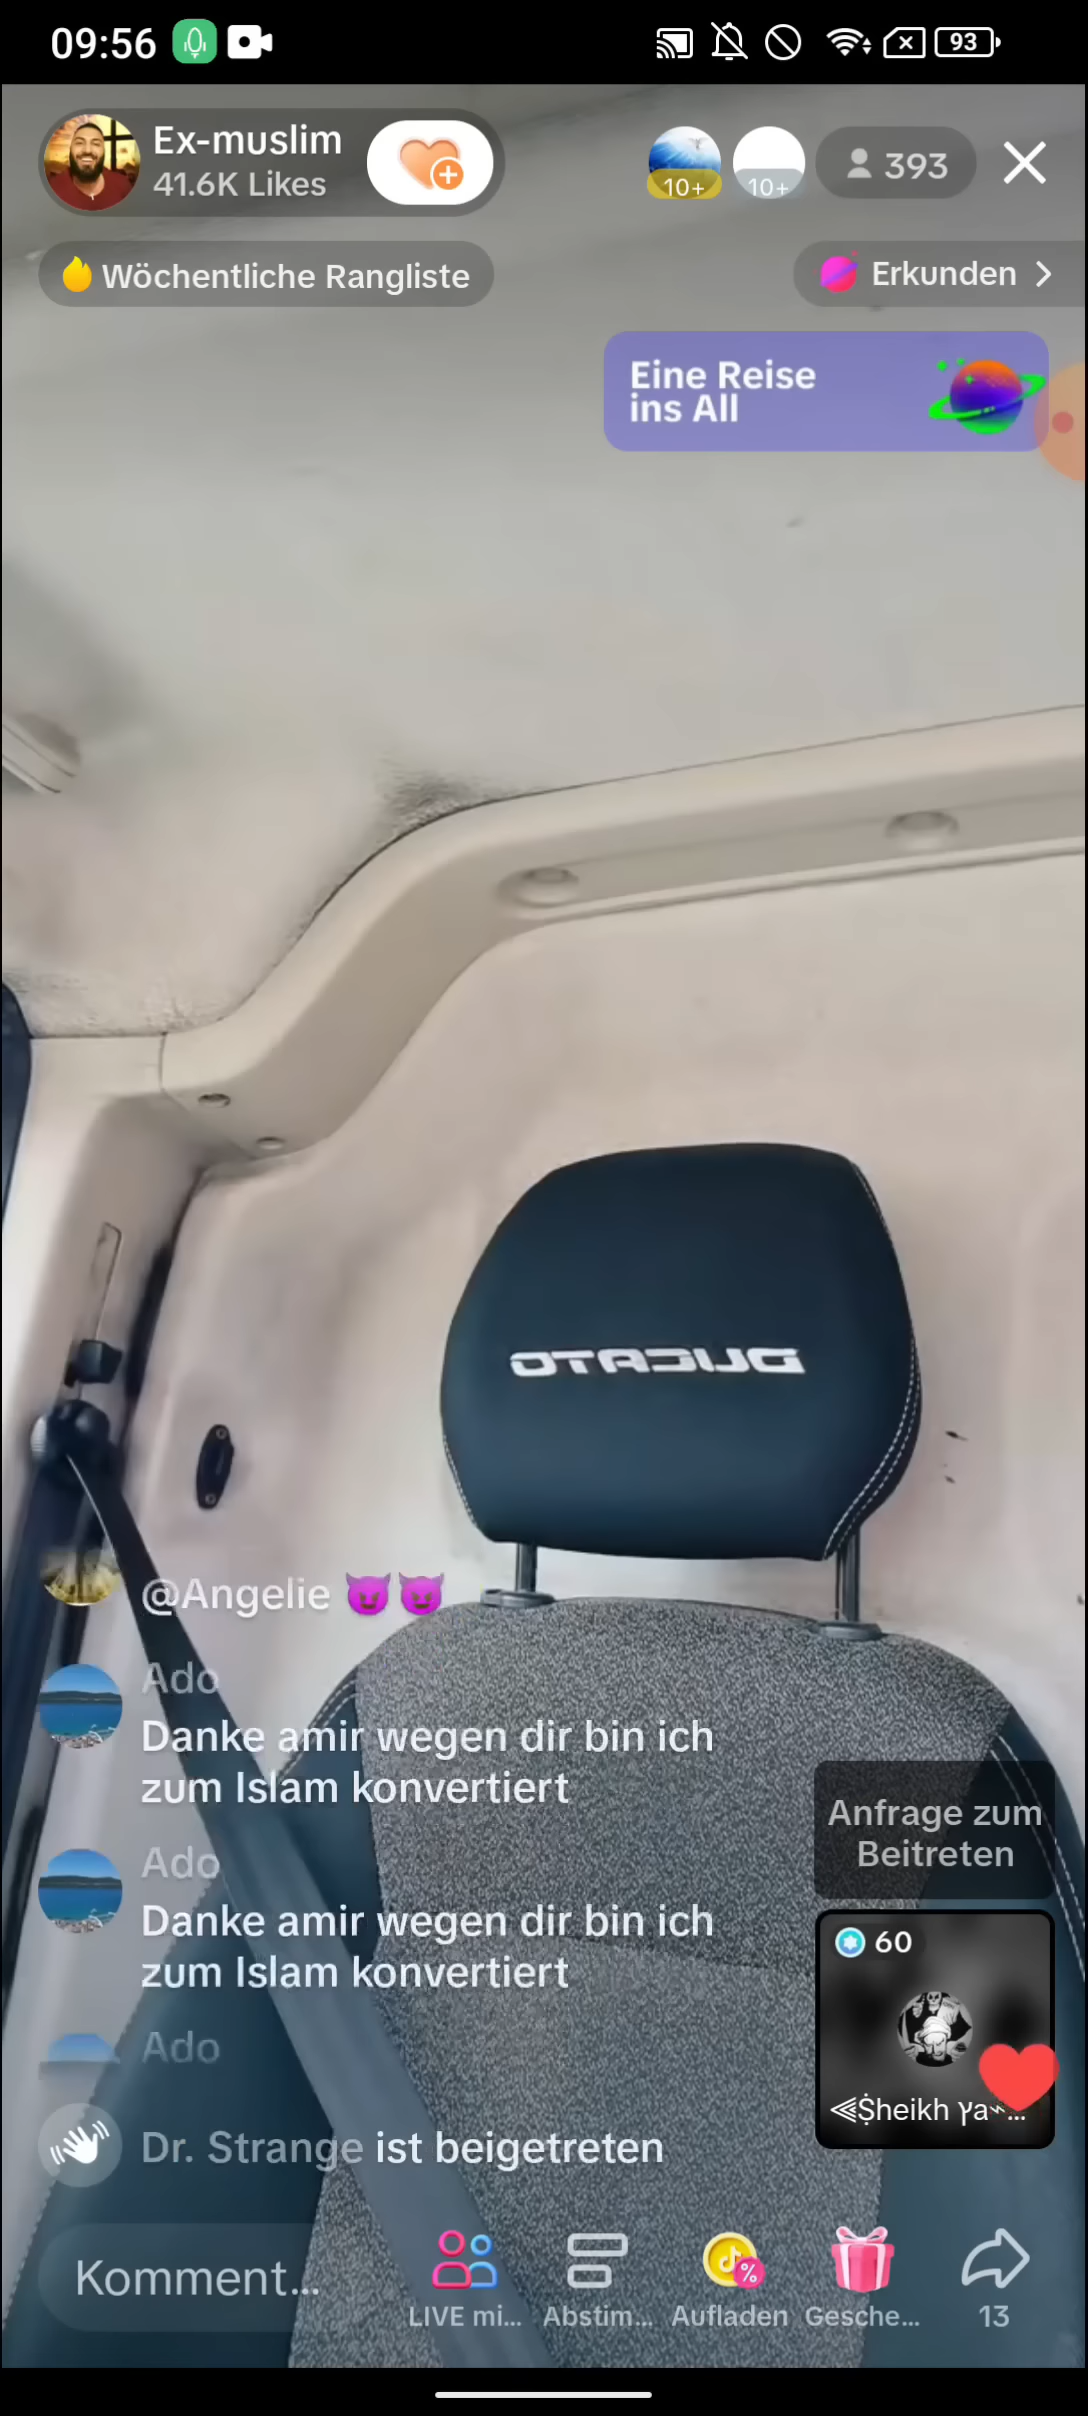 09:56
93
Ex-muslim
41.6K Likes
10+
10+
393
Wöchentliche Rangliste
Erkunden
Eine Reise
ins All
DUCATO
@Angelie 😈😈
Ado
Danke amir wegen dir bin ich
zum Islam konvertiert
Ado
Danke amir wegen dir bin ich
zum Islam konvertiert
Ado
Dr. Strange ist beigetreten
Anfrage zum
Beitreten
60
Komment...
LIVE mi...
Abstim...
Aufladen
Gesche...
13